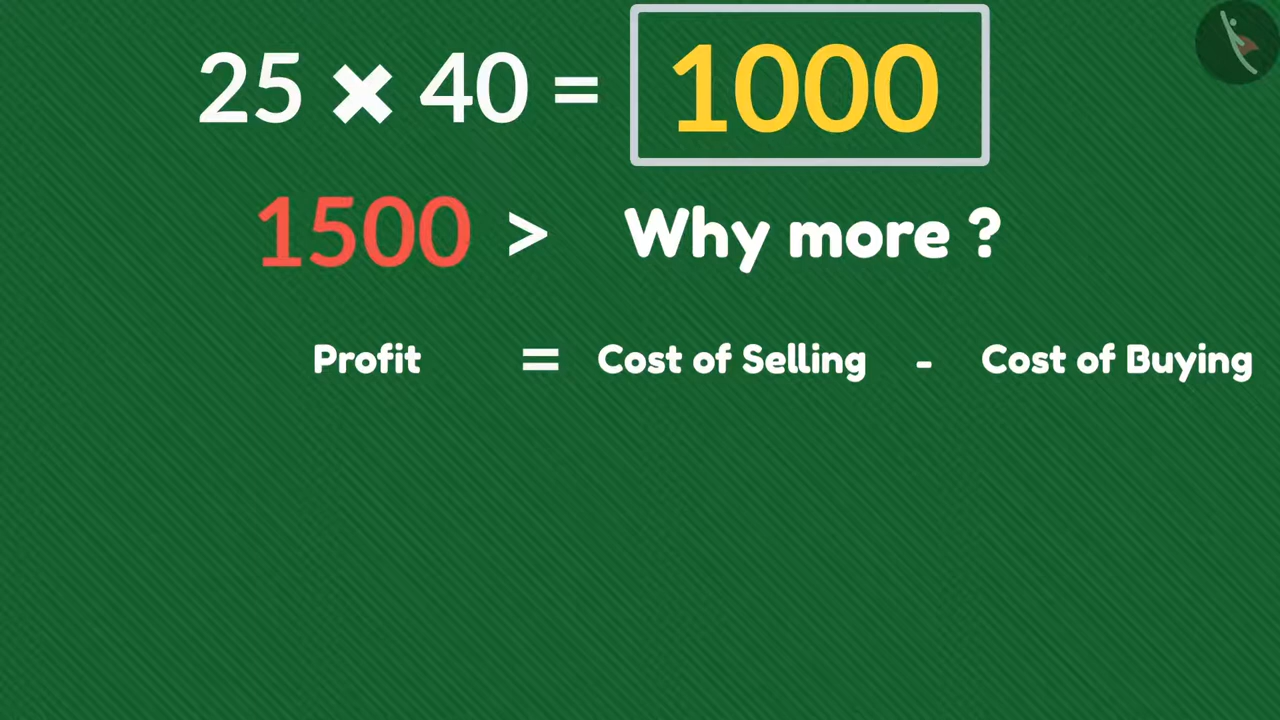 25 × 40 = 1000
1500 > Why more ?
Profit = Cost of Selling - Cost of Buying